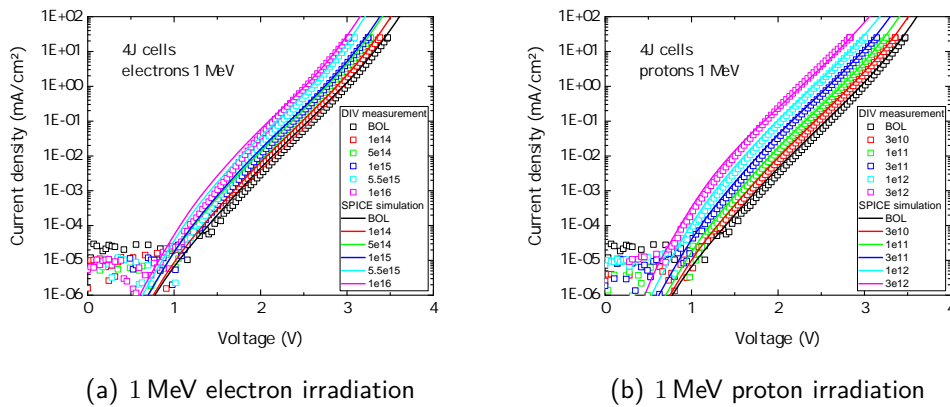 1E+02
1E+01
1E+00
1E-01
1E-02
1E-03
1E-04
1E-05
1E-06
Current density (mA/cm²)
4J cells
electrons 1 MeV
DIV measurement
BOL
1e14
5e14
1e15
5.5e15
1e16
SPICE simulation
BOL
1e14
5e14
1e15
5.5e15
1e16
0 1 2 3 4
Voltage (V)
(a) 1 MeV electron irradiation
1E+02
1E+01
1E+00
1E-01
1E-02
1E-03
1E-04
1E-05
1E-06
Current density (mA/cm²)
4J cells
protons 1 MeV
DIV measurement
BOL
3e10
1e11
3e11
1e12
3e12
SPICE simulation
BOL
3e10
1e11
3e11
1e12
3e12
0 1 2 3 4
Voltage (V)
(b) 1 MeV proton irradiation